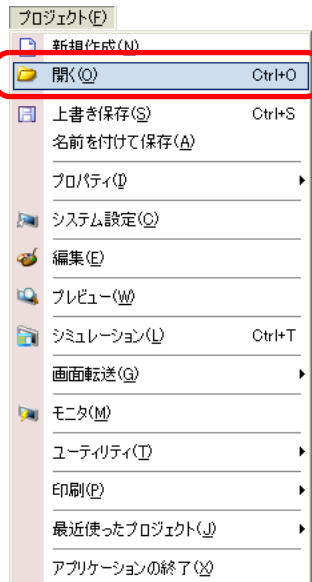 プロジェクト(F)
新規作成(N)
開く(O) Ctrl+O
上書き保存(S) Ctrl+S
名前を付けて保存(A)
プロパティ(I)
システム設定(C)
編集(E)
プレビュー(W)
シミュレーション(L) Ctrl+T
画面転送(G)
モニタ(M)
ユーティリティ(T)
印刷(P)
最近使ったプロジェクト(J)
アプリケーションの終了(X)